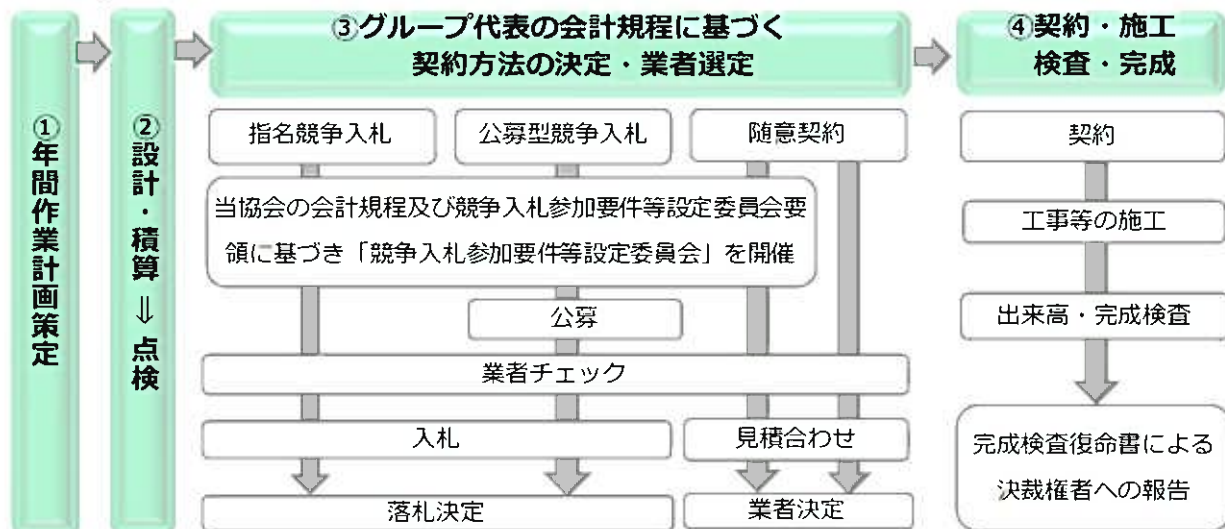 ①年間作業計画策定
②設計・積算⇒点検
③グループ代表の会計規程に基づく
契約方法の決定・業者選定
指名競争入札
公募型競争入札
随意契約
当協会の会計規程及び競争入札参加要件等設定委員会要
領に基づき「競争入札参加要件等設定委員会」を開催
公募
業者チェック
入札
見積合わせ
落札決定
業者決定
④契約・施工
検査・完成
契約
工事等の施工
出来高・完成検査
完成検査復命書による
決裁権者への報告